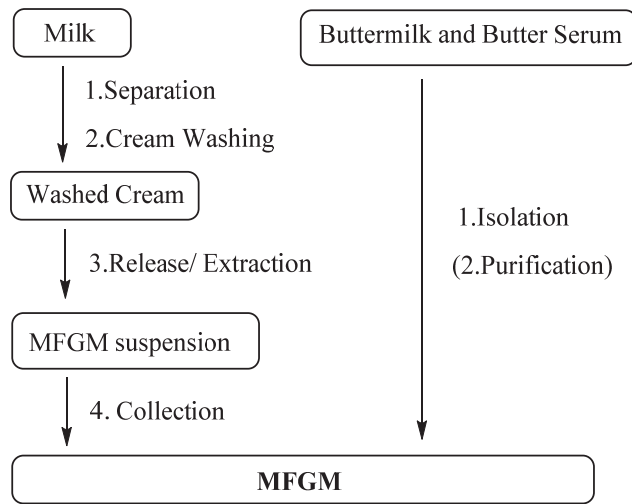 Milk
Buttermilk and Butter Serum
1.Separation
2.Cream Washing
Washed Cream
1.Isolation
(2.Purification)
3.Release/ Extraction
MFGM suspension
4. Collection
MFGM